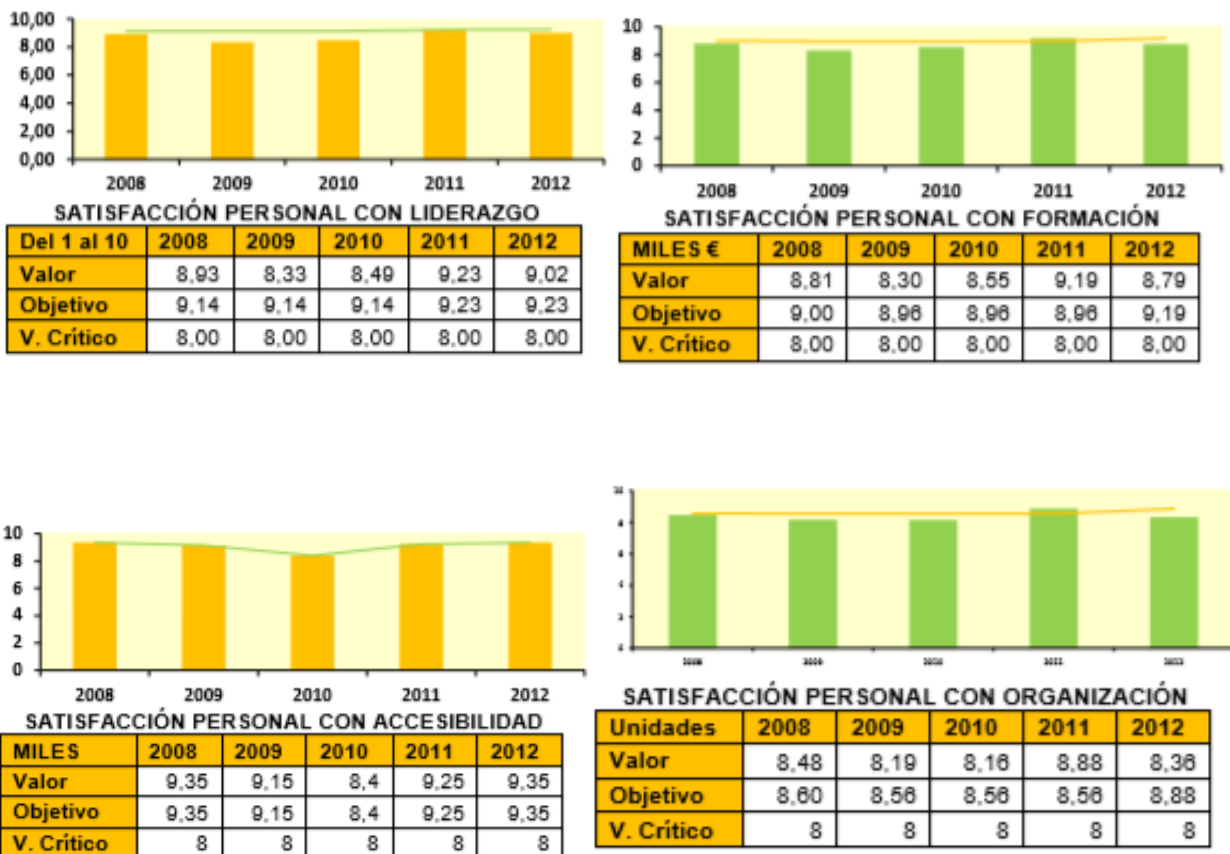 10,00
8,00
6,00
4,00
2,00
0,00
2008 2009 2010 2011 2012
SATISFACCIÓN PERSONAL CON LIDERAZGO
Del 1 al 10 2008 2009 2010 2011 2012
Valor 8,93 8,33 8,49 9,23 9,02
Objetivo 9,14 9,14 9,14 9,23 9,23
V. Crítico 8,00 8,00 8,00 8,00 8,00
10
8
6
4
2
0
2008 2009 2010 2011 2012
SATISFACCIÓN PERSONAL CON FORMACIÓN
MILES € 2008 2009 2010 2011 2012
Valor 8,81 8,30 8,55 9,19 8,79
Objetivo 9,00 8,96 8,96 8,96 9,19
V. Crítico 8,00 8,00 8,00 8,00 8,00
10
8
6
4
2
0
2008 2009 2010 2011 2012
SATISFACCIÓN PERSONAL CON ACCESIBILIDAD
MILES 2008 2009 2010 2011 2012
Valor 9,35 9,15 8,4 9,25 9,35
Objetivo 9,35 9,15 8,4 9,25 9,35
V. Crítico 8 8 8 8 8
SATISFACCIÓN PERSONAL CON ORGANIZACIÓN
Unidades 2008 2009 2010 2011 2012
Valor 8,48 8,19 8,16 8,88 8,36
Objetivo 8,60 8,56 8,56 8,56 8,88
V. Crítico 8 8 8 8 8